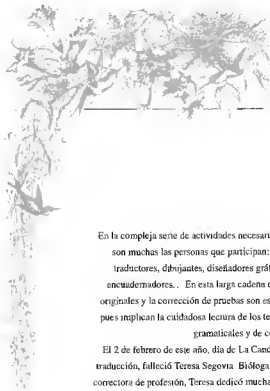 En la compleja serie de actividades necesar
son muchas las personas que participan:
traductores, dibujantes, diseñadores grá
encuadernadores. . En esta larga cadena
originales y la corrección de pruebas son es
pues implican la cuidadosa lectura de los te
gramaticales y de c
El 2 de febrero de este año, día de La Cand
traducción, falleció Teresa Segovia Bióloga
correctora de profesión, Teresa dedicó mucha